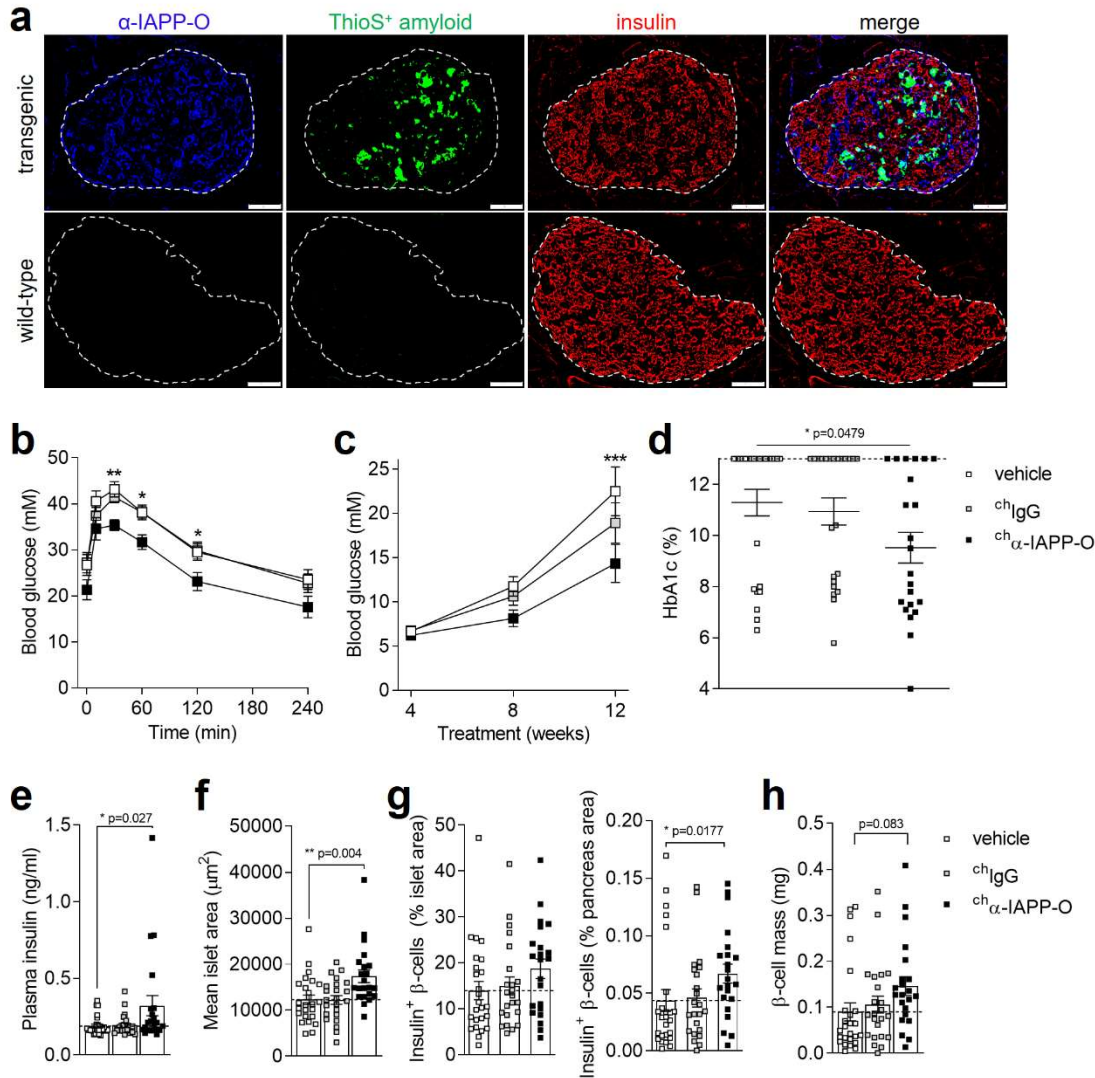 a
α-IAPP-O ThioS⁺ amyloid insulin merge
transgenic
wild-type
b
Blood glucose (mM)
50
40
30
20
10
0
** * *
0 60 120 180 240
Time (min)
c
Blood glucose (mM)
25
20
15
10
5
0
***
4 8 12
Treatment (weeks)
d
HbA1c (%)
12
10
8
6
4
* p=0.0479
vehicle
chIgG
chα-IAPP-O
e
Plasma insulin (ng/ml)
1.5
1.0
0.5
0.0
* p=0.027
f
Mean islet area (μm²)
50000
40000
30000
20000
10000
0
** p=0.004
g
Insulin⁺ β-cells (% islet area)
50
40
30
20
10
0
Insulin⁺ β-cells (% pancreas area)
0.20
0.15
0.10
0.05
0.00
* p=0.0177
h
β-cell mass (mg)
0.5
0.4
0.3
0.2
0.1
0.0
p=0.083
vehicle
chIgG
chα-IAPP-O